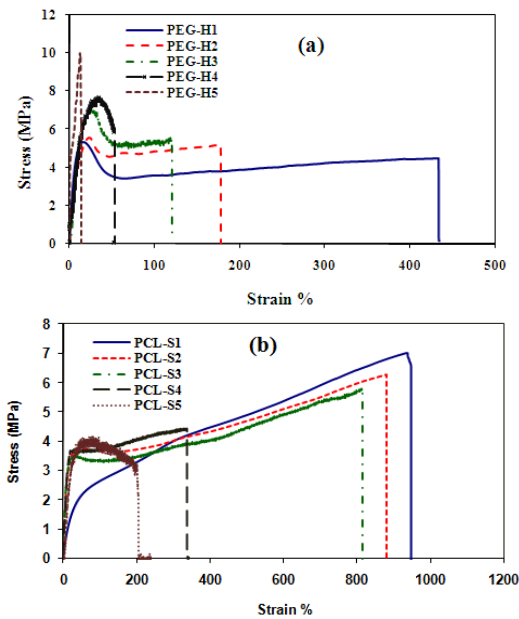 (a)
PEG-H1
PEG-H2
PEG-H3
PEG-H4
PEG-H5
12
10
8
6
4
2
0
Stress (MPa)
0 100 200 300 400 500
Strain %
(b)
PCL-S1
PCL-S2
PCL-S3
PCL-S4
PCL-S5
8
7
6
5
4
3
2
1
0
Stress (MPa)
0 200 400 600 800 1000 1200
Strain %